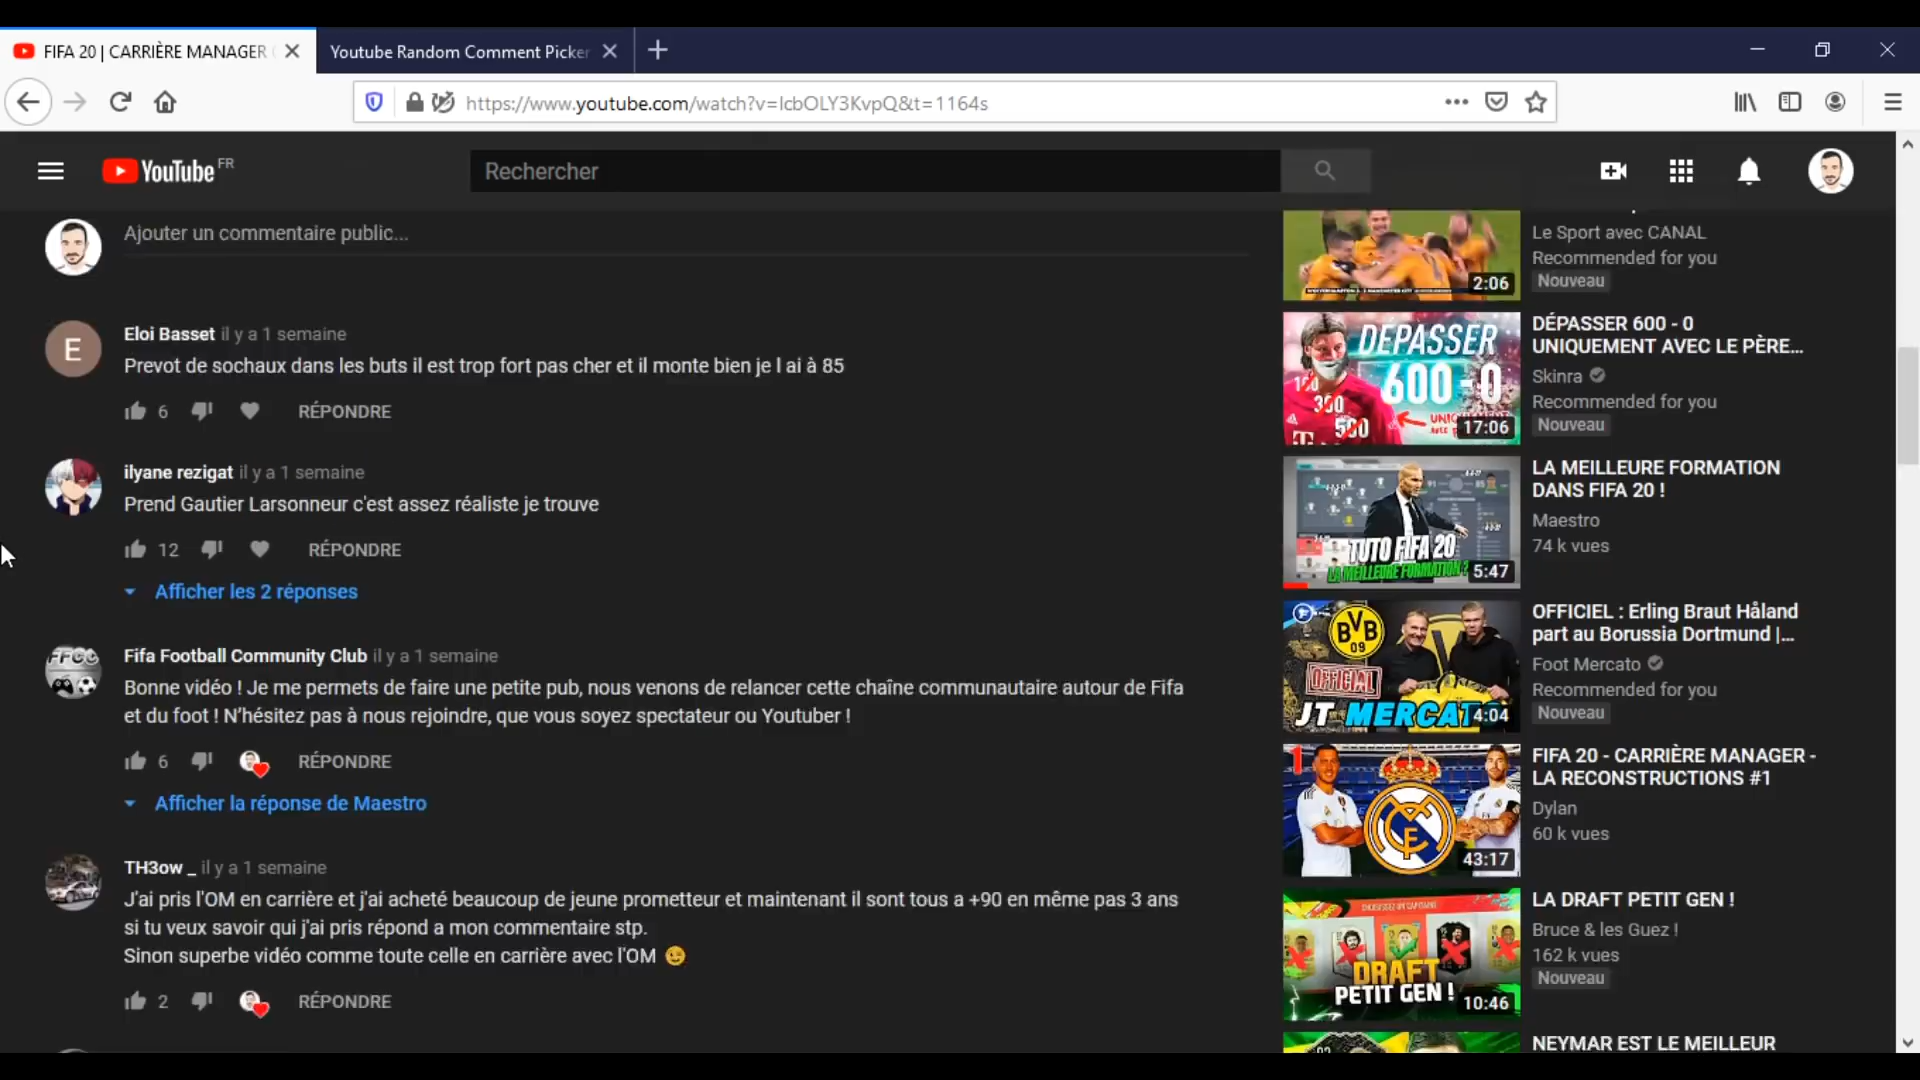 FIFA 20 | CARRIÈRE MANAGER
Youtube Random Comment Picker
https://www.youtube.com/watch?v=lcbOLY3KvpQ&t=1164s
YouTube FR
Rechercher
Ajouter un commentaire public...
Eloi Basset il y a 1 semaine
Prevot de sochaux dans les buts il est trop fort pas cher et il monte bien je l ai à 85
6 RÉPONDRE
ilyane rezigat il y a 1 semaine
Prend Gautier Larsonneur c'est assez réaliste je trouve
12 RÉPONDRE
Afficher les 2 réponses
FFCC
Fifa Football Community Club il y a 1 semaine
Bonne vidéo ! Je me permets de faire une petite pub, nous venons de relancer cette chaîne communautaire autour de Fifa
et du foot ! N'hésitez pas à nous rejoindre, que vous soyez spectateur ou Youtuber !
6 RÉPONDRE
Afficher la réponse de Maestro
TH3ow _ il y a 1 semaine
J'ai pris l'OM en carrière et j'ai acheté beaucoup de jeune prometteur et maintenant il sont tous a +90 en même pas 3 ans
si tu veux savoir qui j'ai pris répond a mon commentaire stp.
Sinon superbe vidéo comme toute celle en carrière avec l'OM 😉
2 RÉPONDRE
E
2:06
Le Sport avec CANAL
Recommended for you
Nouveau
DEPASSER
600-0
300
500
17:06
DÉPASSER 600 - 0
UNIQUEMENT AVEC LE PÈRE...
Skinra
Recommended for you
Nouveau
TUTO FIFA 20
LA MEILLEURE FORMATION ?
5:47
LA MEILLEURE FORMATION
DANS FIFA 20 !
Maestro
74 k vues
BVB
09
OFFICIEL
JT MERCAT
4:04
OFFICIEL : Erling Braut Håland
part au Borussia Dortmund |...
Foot Mercato
Recommended for you
Nouveau
1
43:17
FIFA 20 - CARRIÈRE MANAGER -
LA RECONSTRUCTIONS #1
Dylan
60 k vues
CHOISISSEZ UN CAPITAINE
DRAFT
PETIT GEN !
10:46
LA DRAFT PETIT GEN !
Bruce & les Guez !
162 k vues
Nouveau
NEYMAR EST LE MEILLEUR